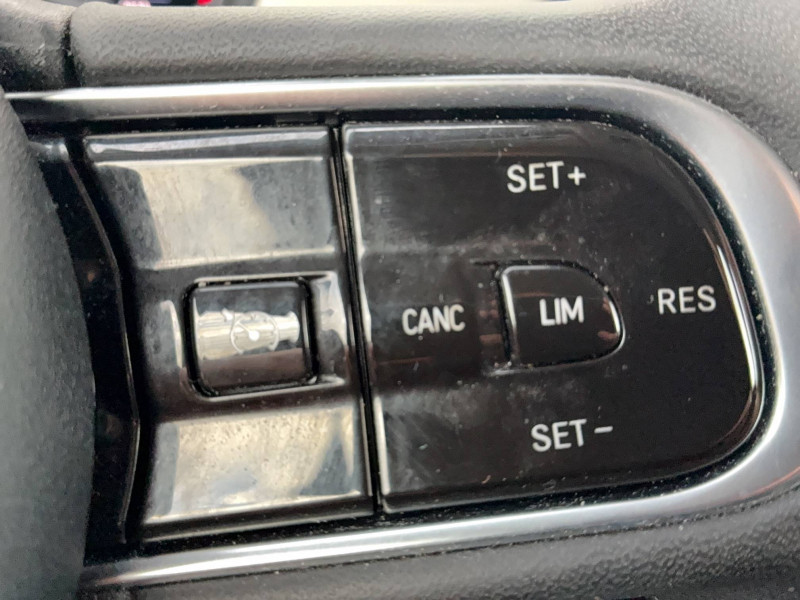 SET+
CANC
LIM
RES
SET-